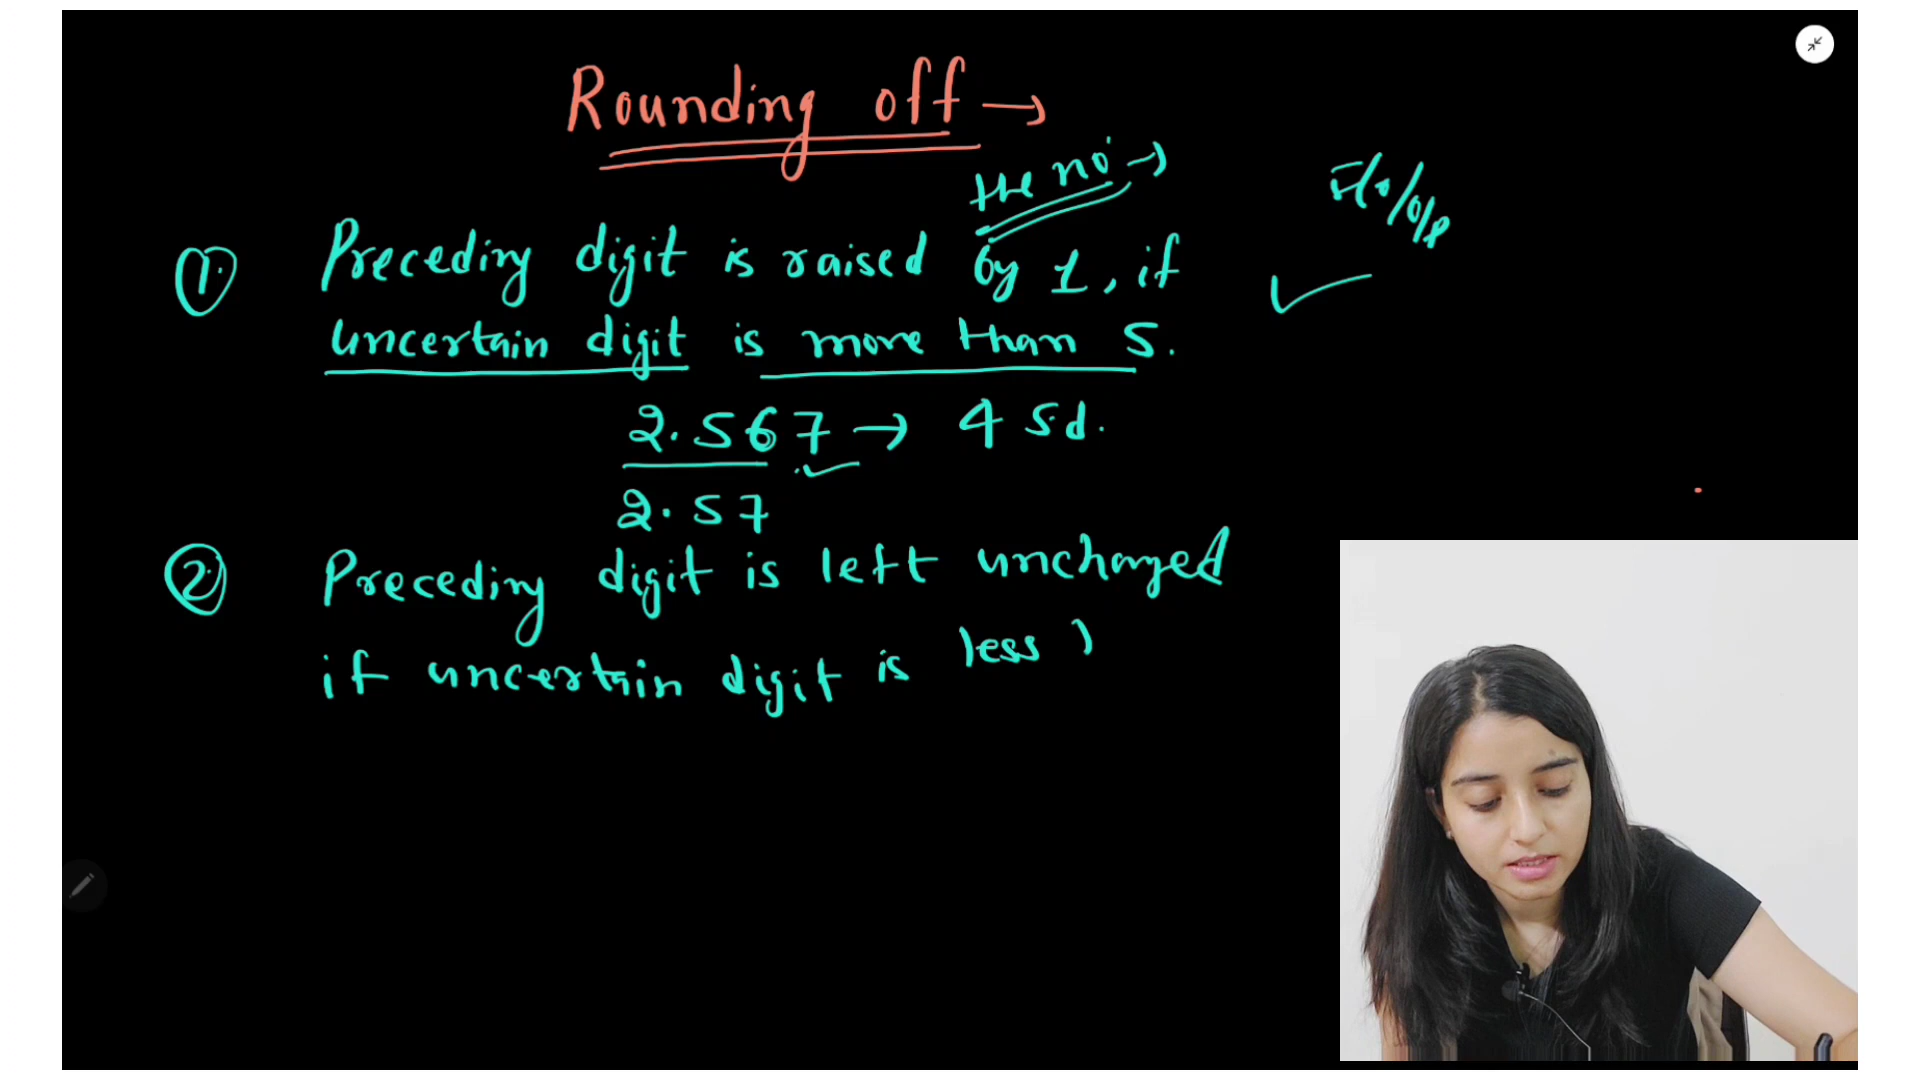 Rounding off →
the no →
① Preceding digit is raised by 1, if
uncertain digit is more than 5.
2.567 → 4 s.d.
2.57
② Preceding digit is left unchanged
if uncertain digit is less